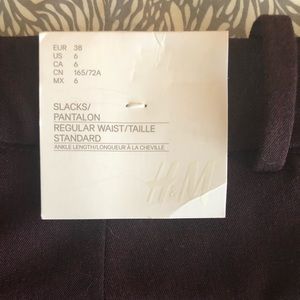 EUR 38
US 6
CA 6
CN 165/72A
MX 6
SLACKS/
PANTALON
REGULAR WAIST/TAILLE
STANDARD
ANKLE LENGTH/LONGUEUR À LA CHEVILLE
H&M